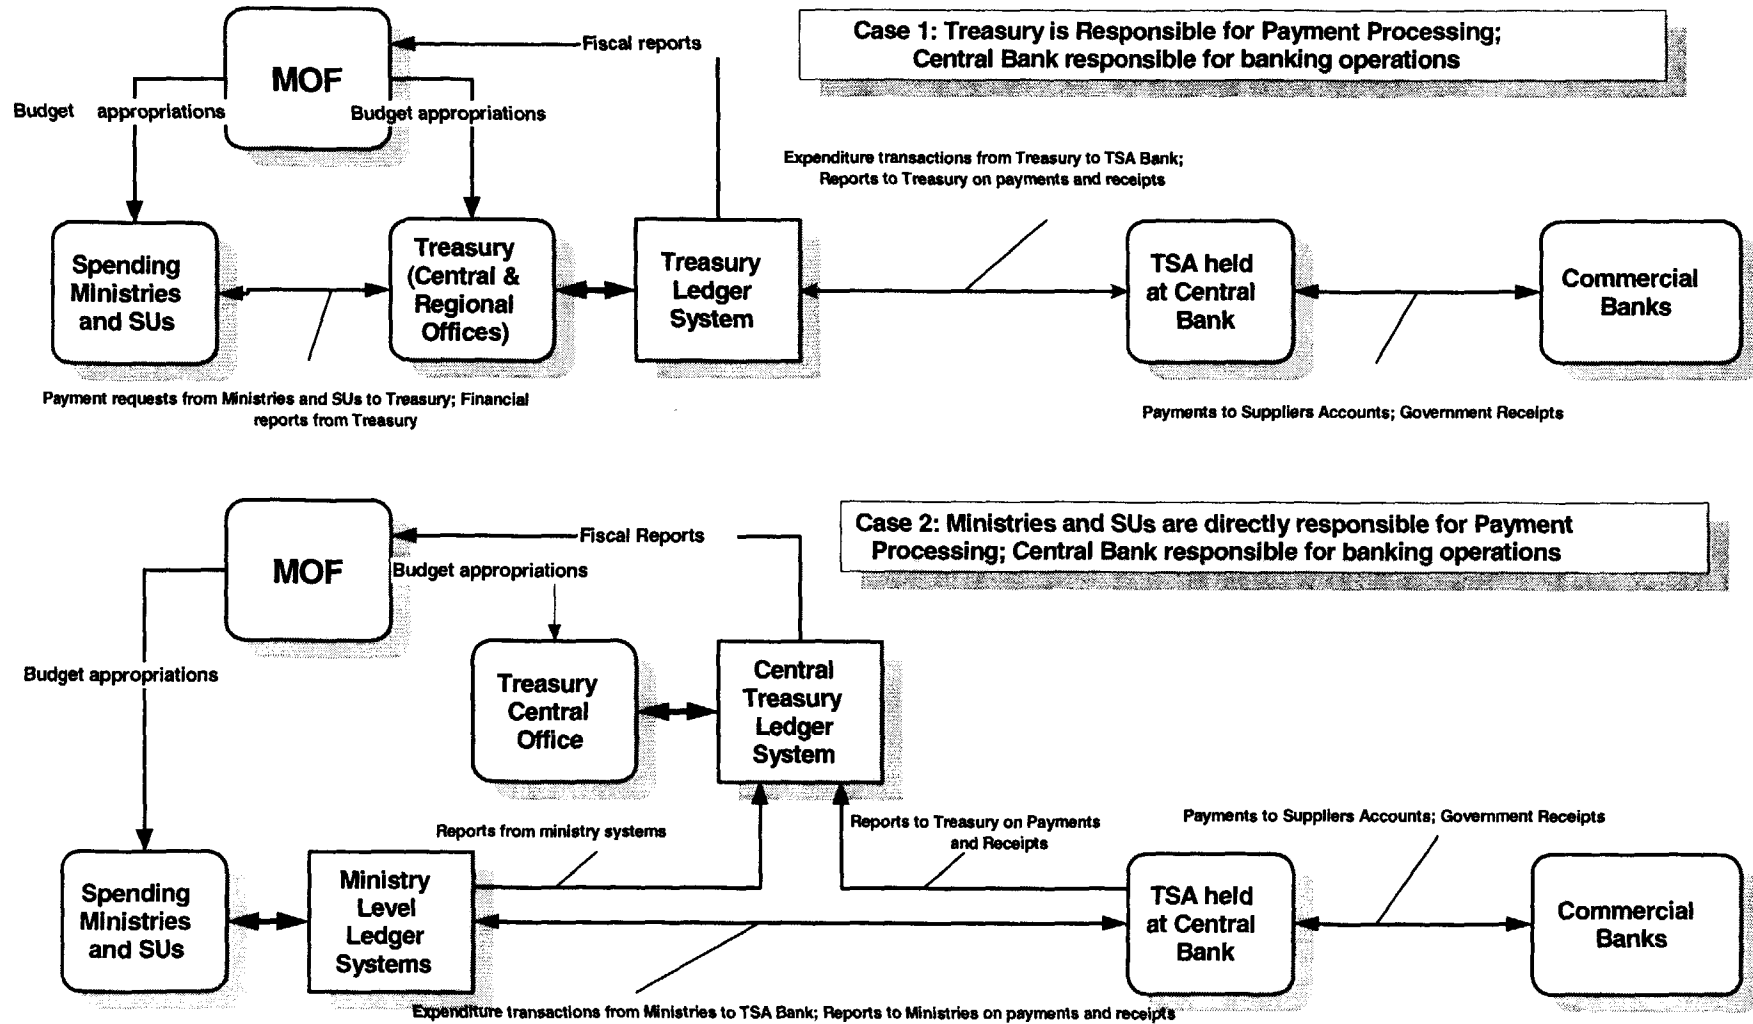 Case 1: Treasury is Responsible for Payment Processing;
Central Bank responsible for banking operations
MOF
Fiscal reports
Budget appropriations
Budget appropriations
Expenditure transactions from Treasury to TSA Bank;
Reports to Treasury on payments and receipts
Spending
Ministries
and SUs
Treasury
(Central &
Regional
Offices)
Treasury
Ledger
System
TSA held
at Central
Bank
Commercial
Banks
Payment requests from Ministries and SUs to Treasury; Financial
reports from Treasury
Payments to Suppliers Accounts; Government Receipts
Case 2: Ministries and SUs are directly responsible for Payment
Processing; Central Bank responsible for banking operations
MOF
Fiscal Reports
Budget appropriations
Budget appropriations
Treasury
Central
Office
Central
Treasury
Ledger
System
Reports from ministry systems
Reports to Treasury on Payments
and Receipts
Payments to Suppliers Accounts; Government Receipts
Spending
Ministries
and SUs
Ministry
Level
Ledger
Systems
TSA held
at Central
Bank
Commercial
Banks
Expenditure transactions from Ministries to TSA Bank; Reports to Ministries on payments and receipts